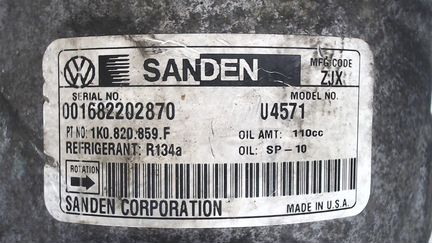 VW SANDEN MFG CODE
ZJX
SERIAL NO. MODEL NO.
001682202870 U4571
PT NO: 1K0.820.859.F OIL AMT: 110cc
REFRIGERANT: R134a OIL: SP-10
ROTATION
SANDEN CORPORATION MADE IN U.S.A.